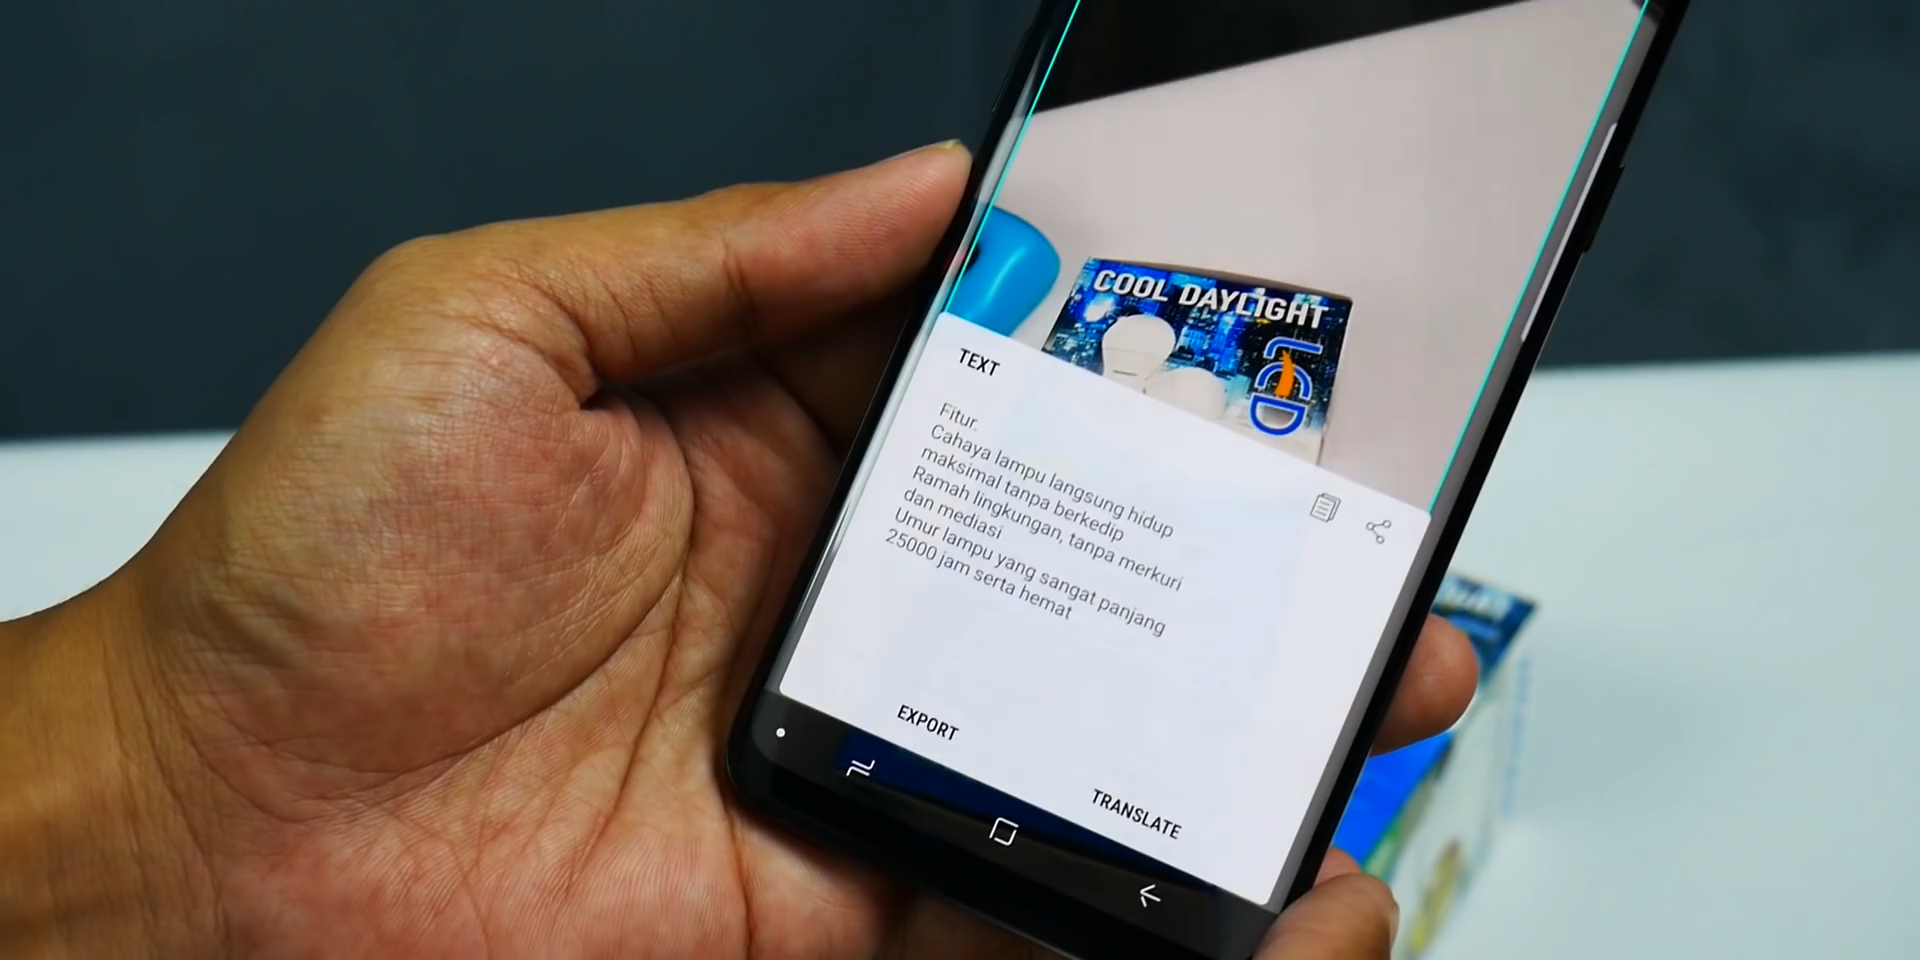 COOL DAYLIGHT
LED
TEXT
Fitur.
Cahaya lampu langsung hidup
maksimal tanpa berkedip
Ramah lingkungan, tanpa merkuri
dan mediasi
Umur lampu yang sangat panjang
25000 jam serta hemat
EXPORT
TRANSLATE